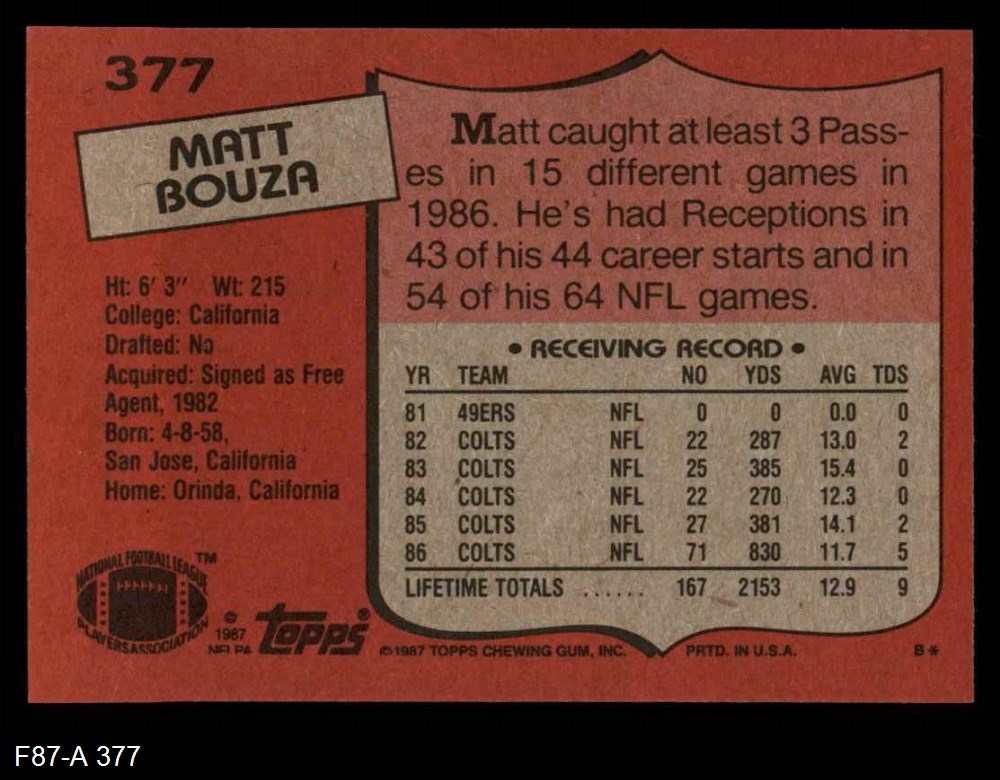 377
MATT
BOUZA
Ht: 6' 3" Wt: 215
College: California
Drafted: No
Acquired: Signed as Free
Agent, 1982
Born: 4-8-58,
San Jose, California
Home: Orinda, California
NATIONAL FOOTBALL LEAGUE TM
PLAYERS ASSOCIATION
©
1987
NFLPA
Topps®
Matt caught at least 3 Pass-
es in 15 different games in
1986. He's had Receptions in
43 of his 44 career starts and in
54 of his 64 NFL games.
• RECEIVING RECORD •
YR TEAM NO YDS AVG TDS
81 49ERS NFL 0 0 0.0 0
82 COLTS NFL 22 287 13.0 2
83 COLTS NFL 25 385 15.4 0
84 COLTS NFL 22 270 12.3 0
85 COLTS NFL 27 381 14.1 2
86 COLTS NFL 71 830 11.7 5
LIFETIME TOTALS ...... 167 2153 12.9 9
©1987 TOPPS CHEWING GUM, INC. PRTD. IN U.S.A. B*
F87-A 377